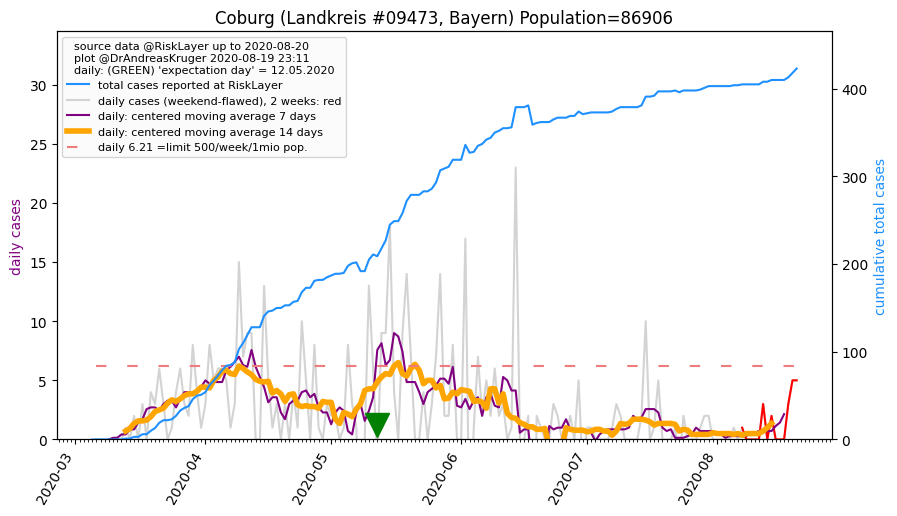 Coburg (Landkreis #09473, Bayern) Population=86906
source data @RiskLayer up to 2020-08-20
plot @DrAndreasKruger 2020-08-19 23:11
daily: (GREEN) 'expectation day' = 12.05.2020
total cases reported at RiskLayer
daily cases (weekend-flawed), 2 weeks: red
daily: centered moving average 7 days
daily: centered moving average 14 days
daily 6.21 =limit 500/week/1mio pop.
daily cases
30
25
20
15
10
5
0
cumulative total cases
400
300
200
100
0
2020-03
2020-04
2020-05
2020-06
2020-07
2020-08